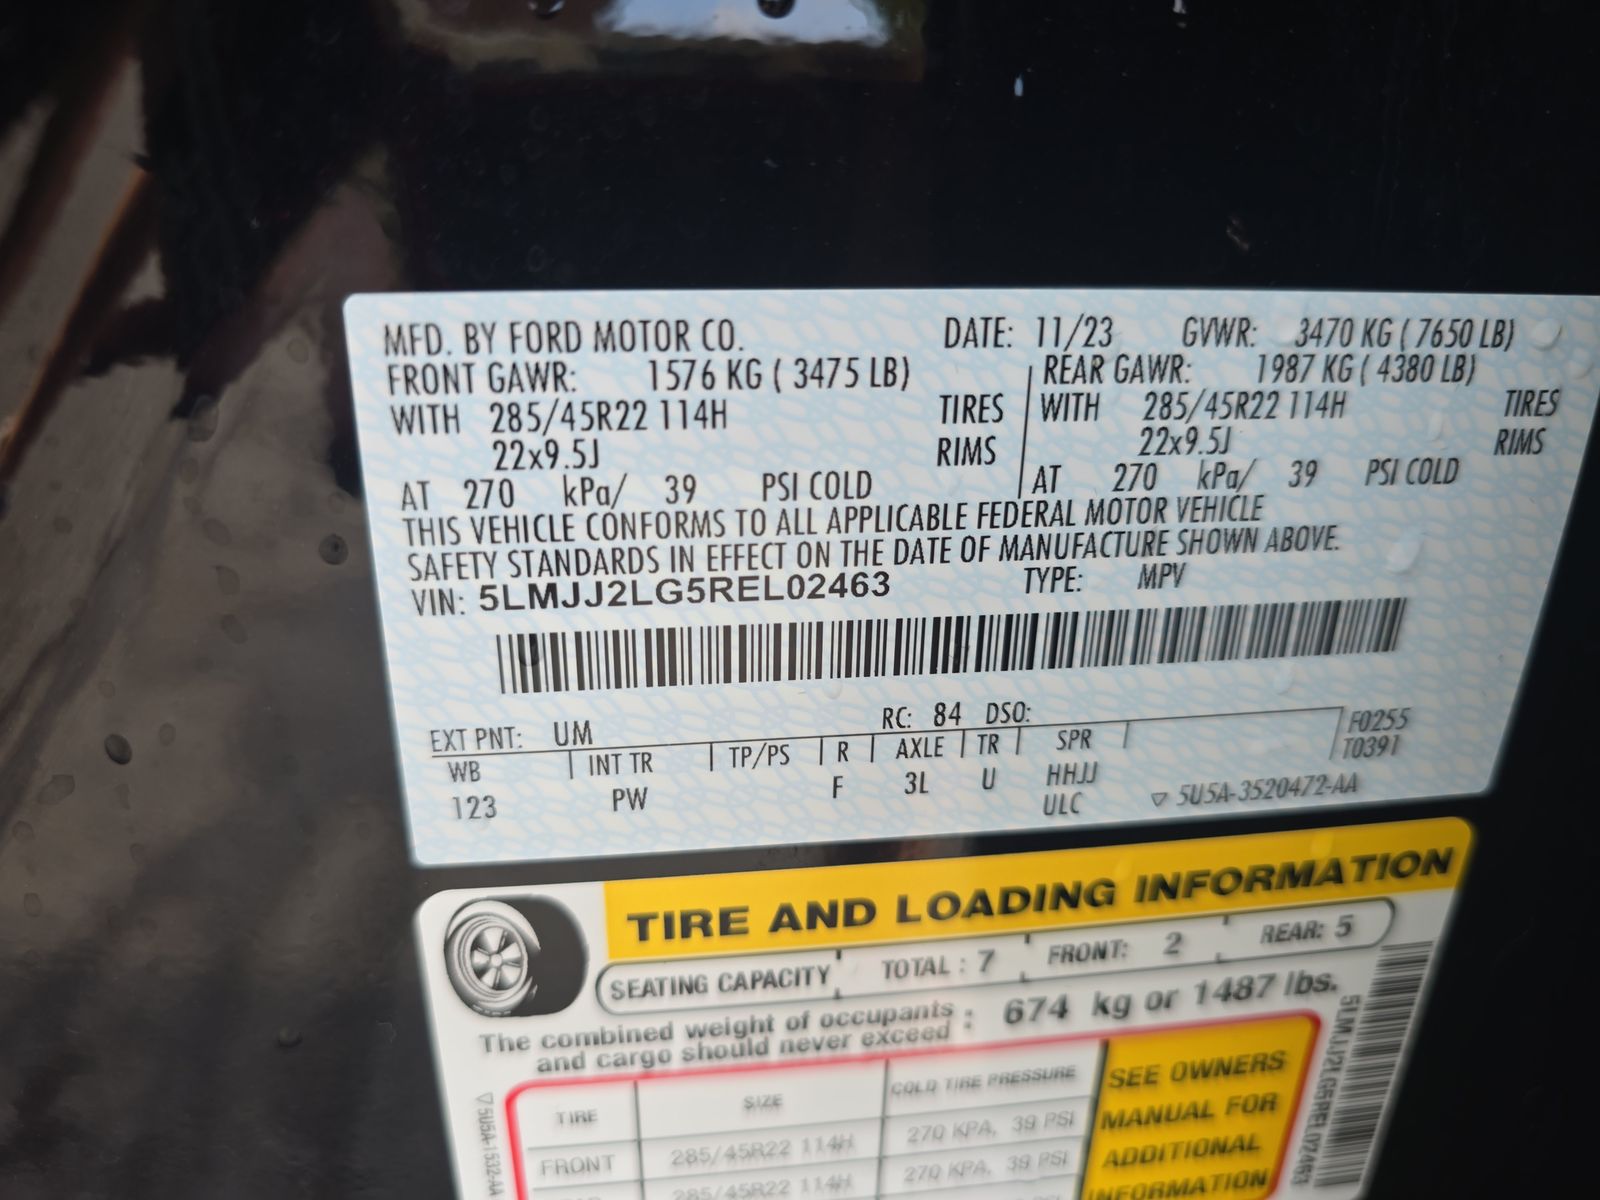 MFD. BY FORD MOTOR CO. DATE: 11/23 GVWR: 3470 KG ( 7650 LB)
FRONT GAWR: 1576 KG ( 3475 LB) REAR GAWR: 1987 KG ( 4380 LB)
WITH 285/45R22 114H TIRES WITH 285/45R22 114H TIRES
22x9.5J RIMS 22x9.5J RIMS
AT 270 kPa/ 39 PSI COLD AT 270 kPa/ 39 PSI COLD
THIS VEHICLE CONFORMS TO ALL APPLICABLE FEDERAL MOTOR VEHICLE
SAFETY STANDARDS IN EFFECT ON THE DATE OF MANUFACTURE SHOWN ABOVE.
VIN: 5LMJJ2LG5REL02463 TYPE: MPV
EXT PNT: UM RC: 84 DSO: F0255
WB INT TR TP/PS R AXLE TR SPR T0391
123 PW F 3L U HHJJ
ULC ▽ 5U5A-3520472-AA
TIRE AND LOADING INFORMATION
SEATING CAPACITY TOTAL : 7 FRONT: 2 REAR: 5
The combined weight of occupants and cargo should never exceed : 674 kg or 1487 lbs.
TIRE SIZE COLD TIRE PRESSURE
FRONT 285/45R22 114H 270 KPA, 39 PSI
285/45R22 114H 270 KPA, 39 PSI
SEE OWNERS
MANUAL FOR
ADDITIONAL
INFORMATION
5LMJJ2LG5REL02463
▽5U5A-1532-AA